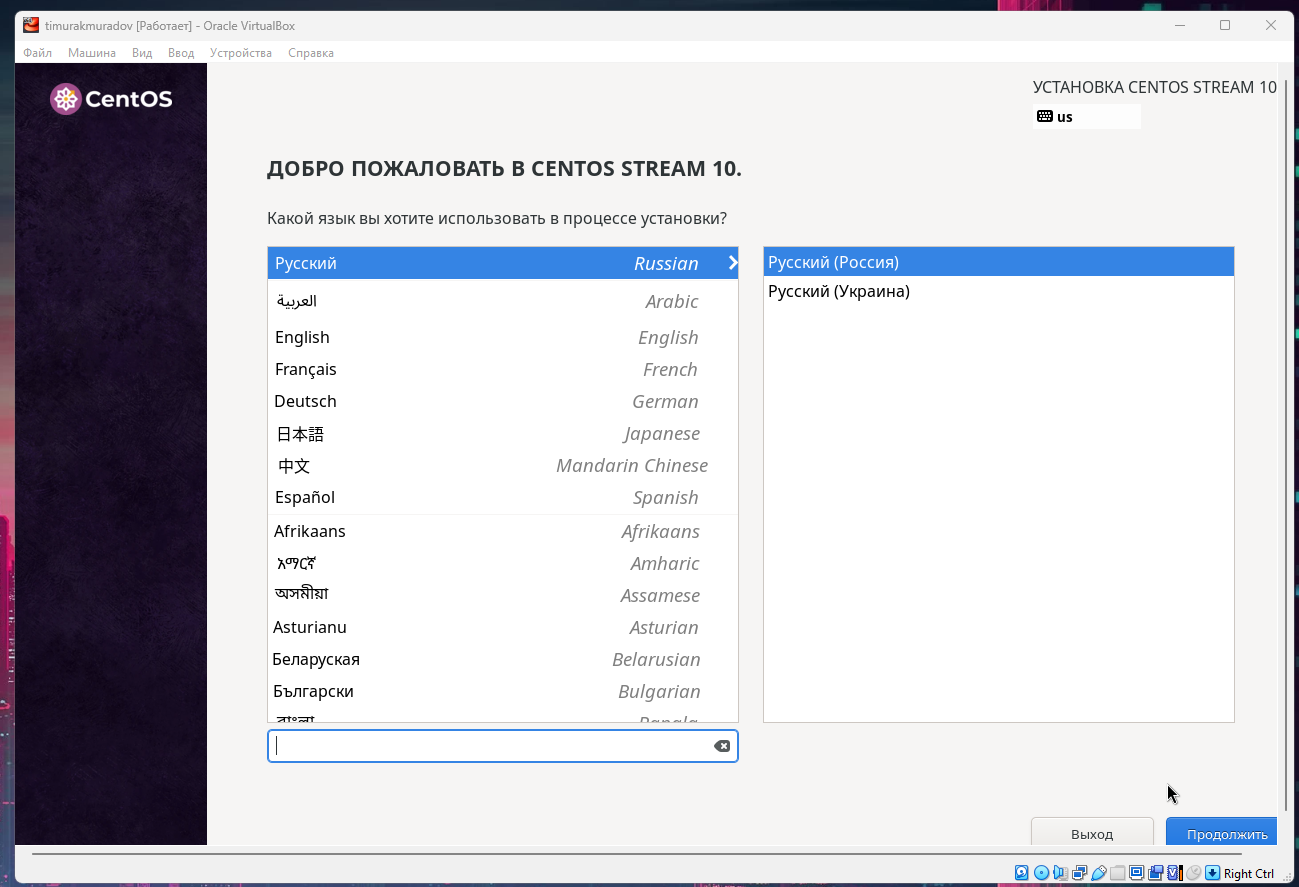 timurakmuradov [Работает] - Oracle VirtualBox
Файл Машина Вид Ввод Устройства Справка
CentOS
УСТАНОВКА CENTOS STREAM 10
us
ДОБРО ПОЖАЛОВАТЬ В CENTOS STREAM 10.
Какой язык вы хотите использовать в процессе установки?
Русский Russian
العربية Arabic
English English
Français French
Deutsch German
日本語 Japanese
中文 Mandarin Chinese
Español Spanish
Afrikaans Afrikaans
አማርኛ Amharic
অসমীয়া Assamese
Asturianu Asturian
Беларуская Belarusian
Български Bulgarian
বাংলা Bangla
Русский (Россия)
Русский (Украина)
Выход Продолжить
Right Ctrl